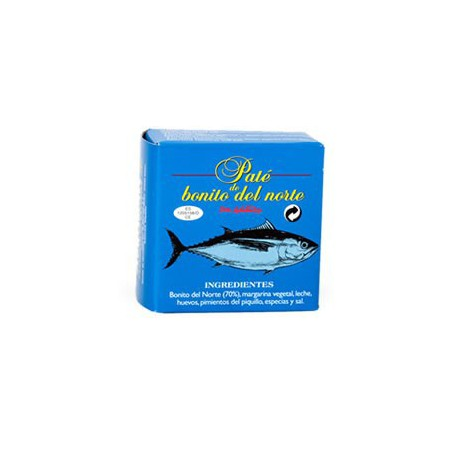 Paté
de
bonito del norte
INGREDIENTES
Bonito del Norte (70%), margarina vegetal, leche,
huevos, pimientos del piquillo, especias y sal.